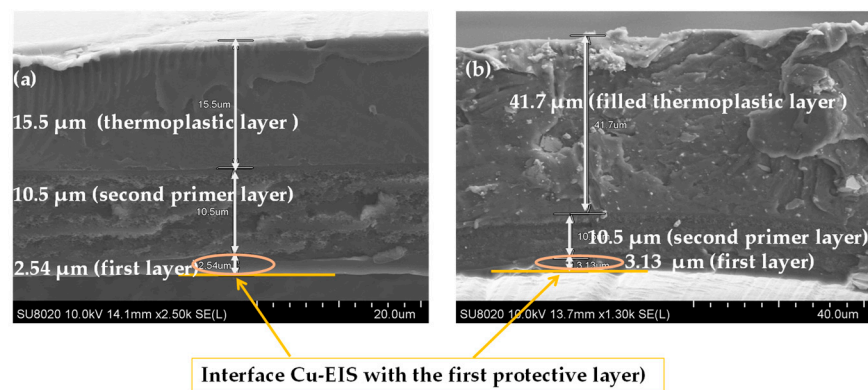 (a)
15.5um
15.5 µm (thermoplastic layer )
10.5 µm (second primer layer)
10.5um
2.54 µm (first layer)
2.54um
SU8020 10.0kV 14.1mm x2.50k SE(L)
20.0um
(b)
41.7 µm (filled thermoplastic layer )
41.7um
10.5 µm (second primer layer)
3.13 µm (first layer)
3.13um
SU8020 10.0kV 13.7mm x1.30k SE(L)
40.0um
Interface Cu-EIS with the first protective layer)